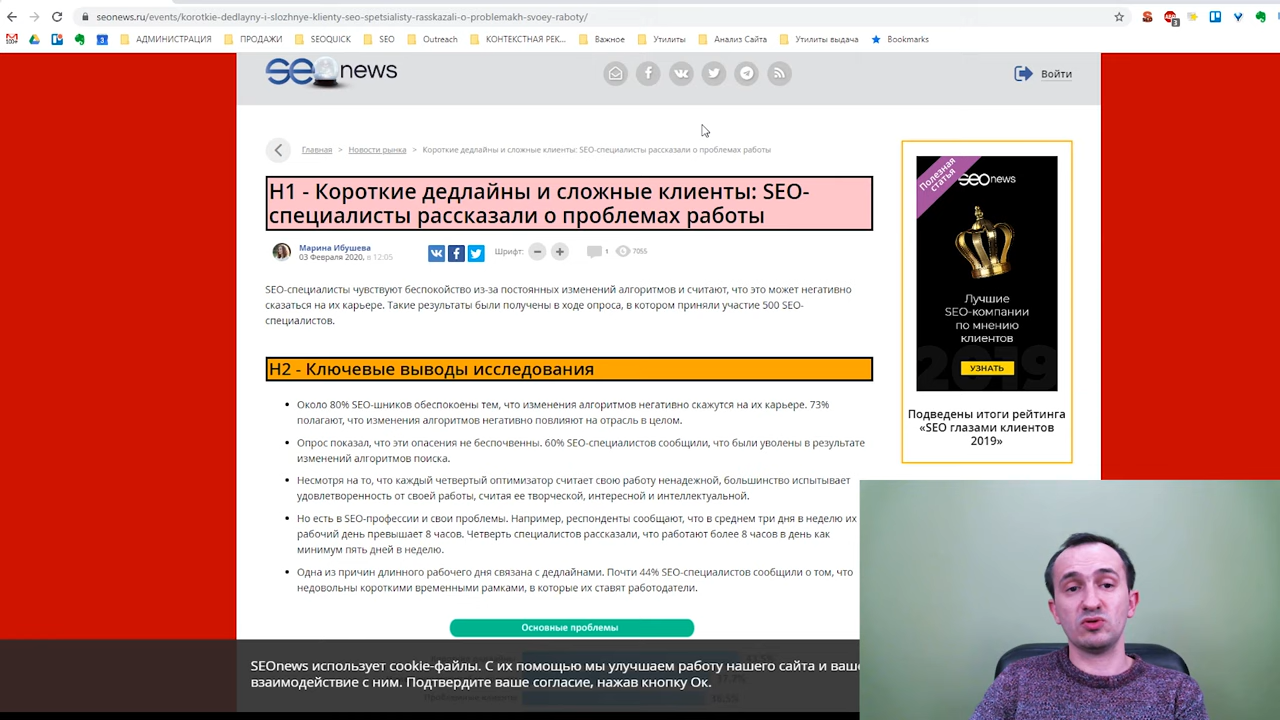 seonews.ru/events/korotkie-dedlayny-i-slozhnye-klienty-seo-spetsialisty-rasskazali-o-problemakh-svoey-raboty/
АДМИНИСТРАЦИЯ ПРОДАЖИ SEOQUICK SEO Outreach КОНТЕКСТНАЯ РЕК... Важное Утилиты Анализ Сайта Утилиты выдача Bookmarks
seonews
Войти
Главная > Новости рынка > Короткие дедлайны и сложные клиенты: SEO-специалисты рассказали о проблемах работы
H1 - Короткие дедлайны и сложные клиенты: SEO-
специалисты рассказали о проблемах работы
Марина Ибушева
03 Февраля 2020, в 12:05
Шрифт: − + 1 7055
SEO-специалисты чувствуют беспокойство из-за постоянных изменений алгоритмов и считают, что это может негативно
сказаться на их карьере. Такие результаты были получены в ходе опроса, в котором приняли участие 500 SEO-
специалистов.
H2 - Ключевые выводы исследования
Около 80% SEO-шников обеспокоены тем, что изменения алгоритмов негативно скажутся на их карьере. 73%
полагают, что изменения алгоритмов негативно повлияют на отрасль в целом.
Опрос показал, что эти опасения не беспочвенны. 60% SEO-специалистов сообщили, что были уволены в результате
изменений алгоритмов поиска.
Несмотря на то, что каждый четвертый оптимизатор считает свою работу ненадежной, большинство испытывает
удовлетворенность от своей работы, считая ее творческой, интересной и интеллектуальной.
Но есть в SEO-профессии и свои проблемы. Например, респонденты сообщают, что в среднем три дня в неделю их
рабочий день превышает 8 часов. Четверть специалистов рассказали, что работают более 8 часов в день как
минимум пять дней в неделю.
Одна из причин длинного рабочего дня связана с дедлайнами. Почти 44% SEO-специалистов сообщили о том, что
недовольны короткими временными рамками, в которые их ставят работодатели.
Основные проблемы
SEOnews использует cookie-файлы. С их помощью мы улучшаем работу нашего сайта и ваше
взаимодействие с ним. Подтвердите ваше согласие, нажав кнопку Ок.
Полезная
статья
seonews
Лучшие
SEO-компании
по мнению
клиентов
2019
УЗНАТЬ
Подведены итоги рейтинга
«SEO глазами клиентов
2019»